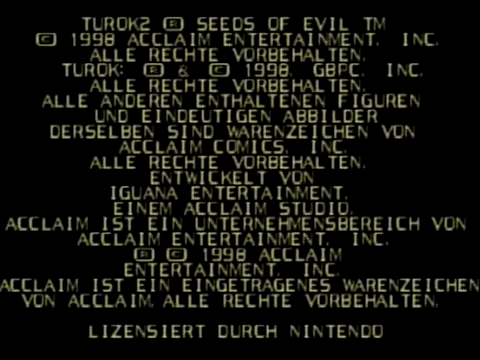 TUROK2 ® SEEDS OF EVIL TM
© 1998 ACCLAIM ENTERTAINMENT, INC.
ALLE RECHTE VORBEHALTEN.
TUROK: ® & © 1998, GBPC, INC.
ALLE RECHTE VORBEHALTEN.
ALLE ANDEREN ENTHALTENEN FIGUREN
UND EINDEUTIGEN ABBILDER
DERSELBEN SIND WARENZEICHEN VON
ACCLAIM COMICS, INC.
ALLE RECHTE VORBEHALTEN.
ENTWICKELT VON
IGUANA ENTERTAINMENT,
EINEM ACCLAIM STUDIO.
ACCLAIM IST EIN UNTERNEHMENSBEREICH VON
ACCLAIM ENTERTAINMENT, INC.
® © 1998 ACCLAIM
ENTERTAINMENT, INC.
ACCLAIM IST EIN EINGETRAGENES WARENZEICHEN
VON ACCLAIM. ALLE RECHTE VORBEHALTEN.
LIZENSIERT DURCH NINTENDO